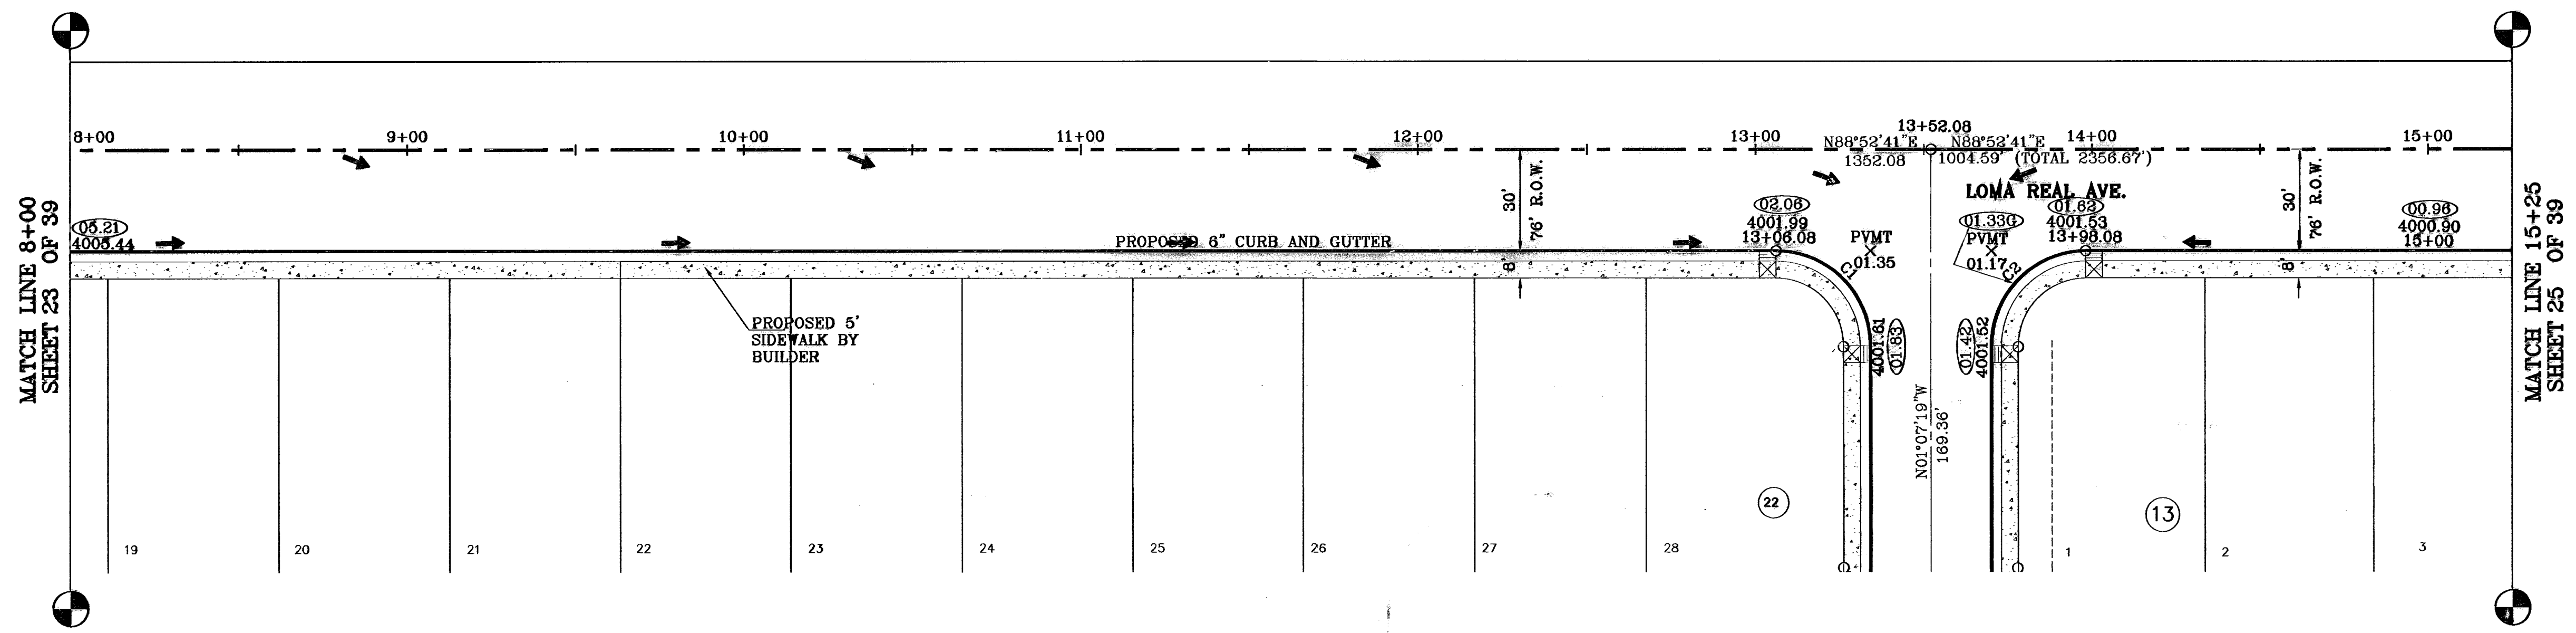 8+00
9+00
10+00
11+00
12+00
13+00
13+52.08
14+00
15+00
N88°52'41"E
N88°52'41"E
1352.08
1004.59' (TOTAL 2356.67')
LOMA REAL AVE.
MATCH LINE 8+00
SHEET 23 OF 39
05.21
4005.44
PROPOSED 6" CURB AND GUTTER
30'
76' R.O.W.
8'
02.06
4001.99
13+06.08
PVMT
01.35
01.33G
PVMT
01.17
01.62
4001.53
13+98.08
30'
76' R.O.W.
8'
00.96
4000.90
15+00
MATCH LINE 15+25
SHEET 25 OF 39
C1
C2
PROPOSED 5'
SIDEWALK BY
BUILDER
4001.61
01.83
01.42
4001.52
N01°07'19"W
169.36'
22
13
19
20
21
22
23
24
25
26
27
28
1
2
3